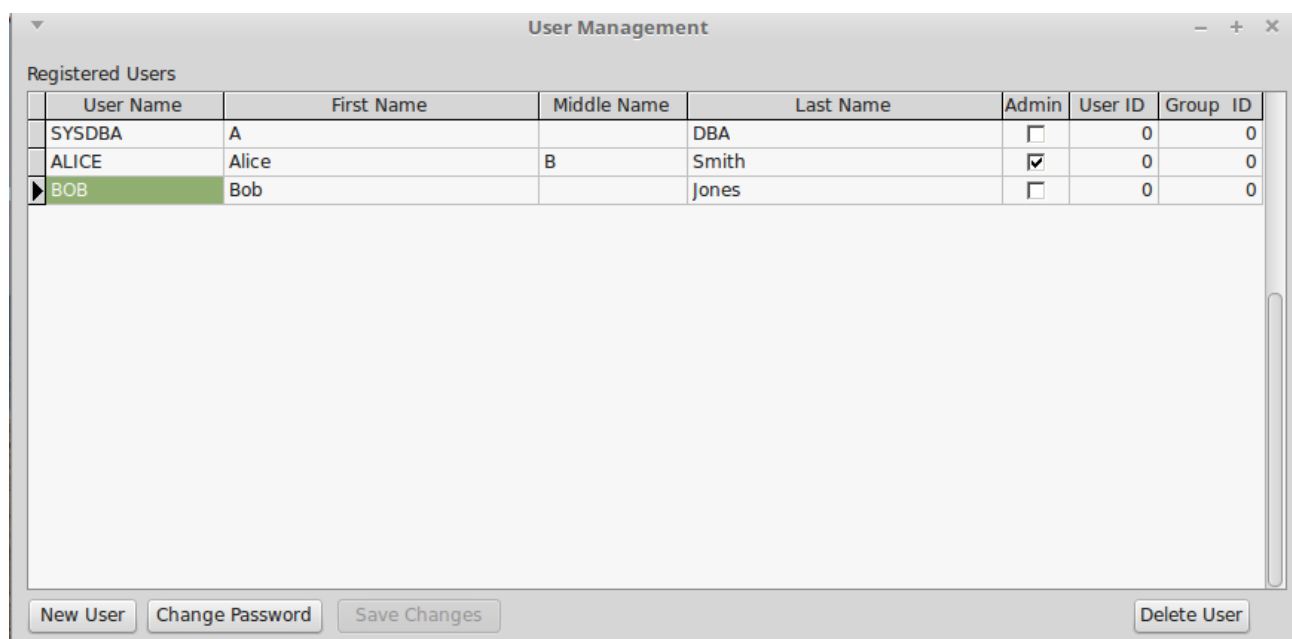 User Management
Registered Users
User Name First Name Middle Name Last Name Admin User ID Group ID
SYSDBA A DBA 0 0
ALICE Alice B Smith 0 0
BOB Bob Jones 0 0
New User Change Password Save Changes Delete User